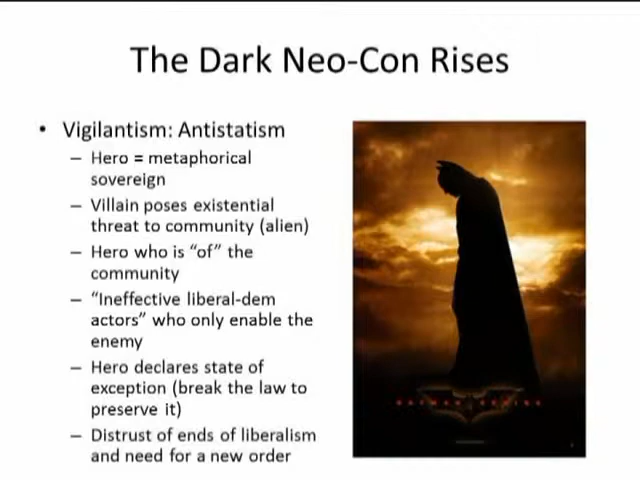 The Dark Neo-Con Rises
• Vigilantism: Antistatism
– Hero = metaphorical
sovereign
– Villain poses existential
threat to community (alien)
– Hero who is "of" the
community
– "Ineffective liberal-dem
actors" who only enable the
enemy
– Hero declares state of
exception (break the law to
preserve it)
– Distrust of ends of liberalism
and need for a new order
BATMAN BEGINS